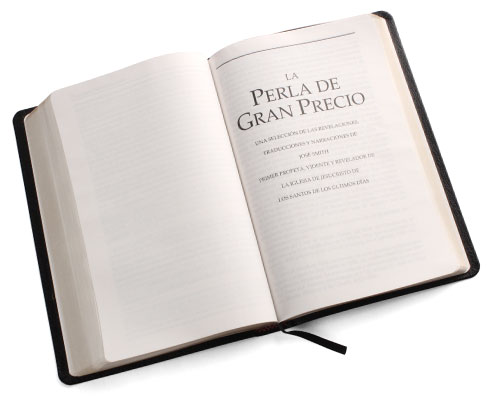 LA
PERLA DE
GRAN PRECIO
UNA SELECCIÓN DE LAS REVELACIONES,
TRADUCCIONES Y NARRACIONES DE
JOSÉ SMITH
PRIMER PROFETA, VIDENTE Y REVELADOR DE
LA IGLESIA DE JESUCRISTO DE
LOS SANTOS DE LOS ÚLTIMOS DÍAS